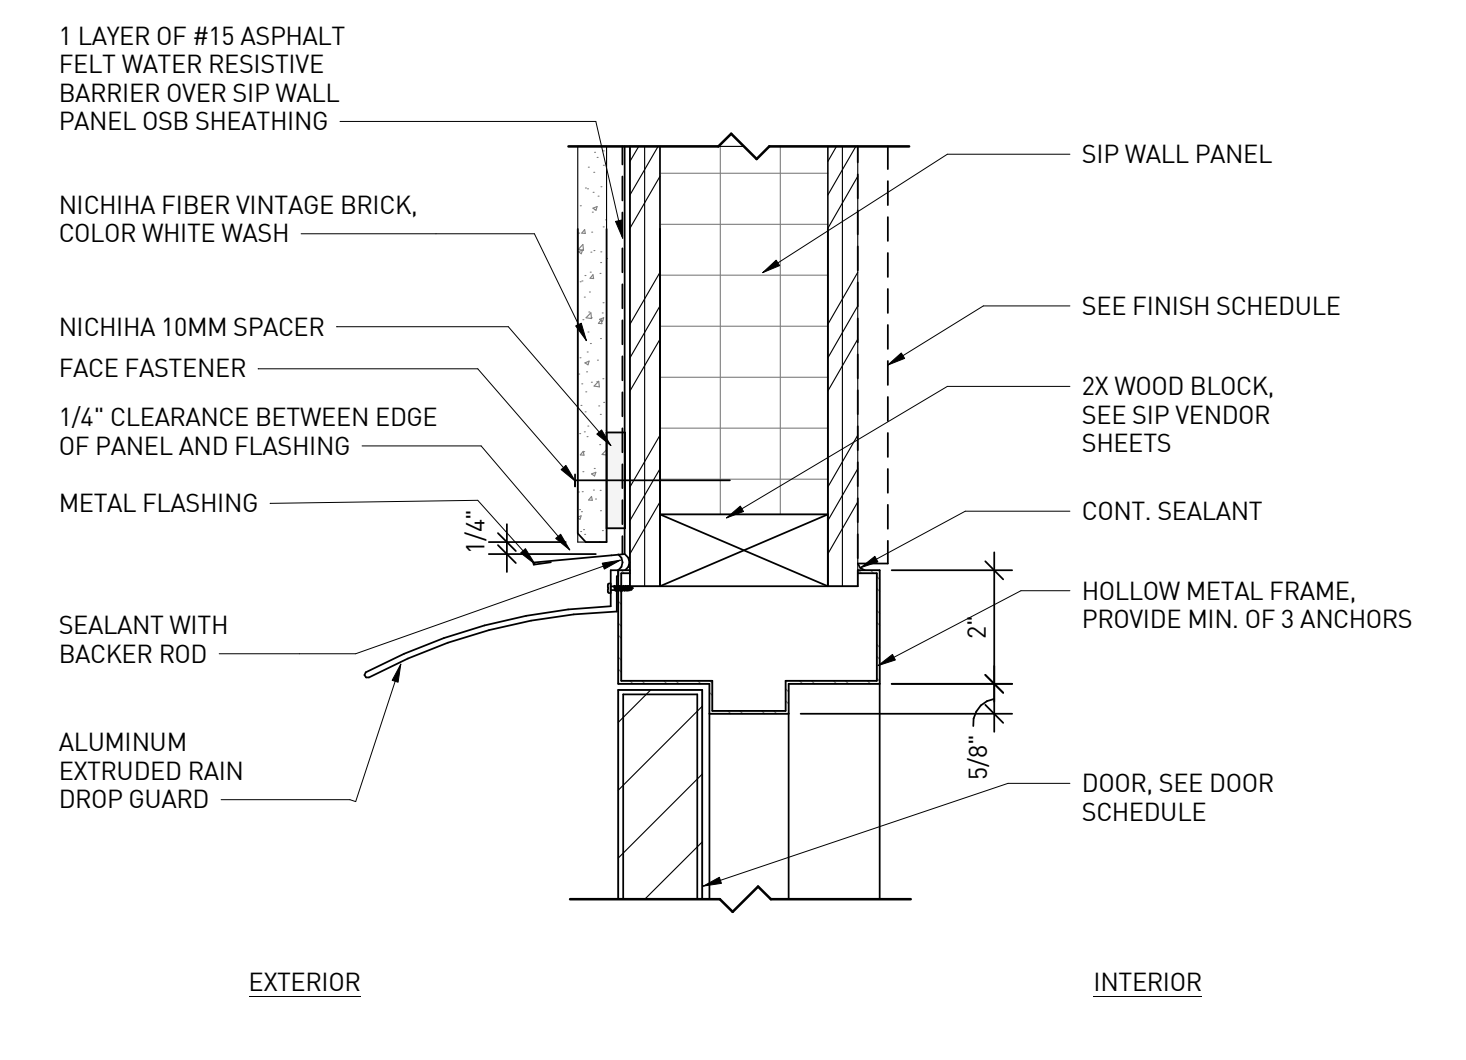 1 LAYER OF #15 ASPHALT
FELT WATER RESISTIVE
BARRIER OVER SIP WALL
PANEL OSB SHEATHING
NICHIHA FIBER VINTAGE BRICK,
COLOR WHITE WASH
NICHIHA 10MM SPACER
FACE FASTENER
1/4" CLEARANCE BETWEEN EDGE
OF PANEL AND FLASHING
METAL FLASHING
1/4"
SEALANT WITH
BACKER ROD
ALUMINUM
EXTRUDED RAIN
DROP GUARD
SIP WALL PANEL
SEE FINISH SCHEDULE
2X WOOD BLOCK,
SEE SIP VENDOR
SHEETS
CONT. SEALANT
HOLLOW METAL FRAME,
PROVIDE MIN. OF 3 ANCHORS
2"
5/8"
DOOR, SEE DOOR
SCHEDULE
EXTERIOR
INTERIOR